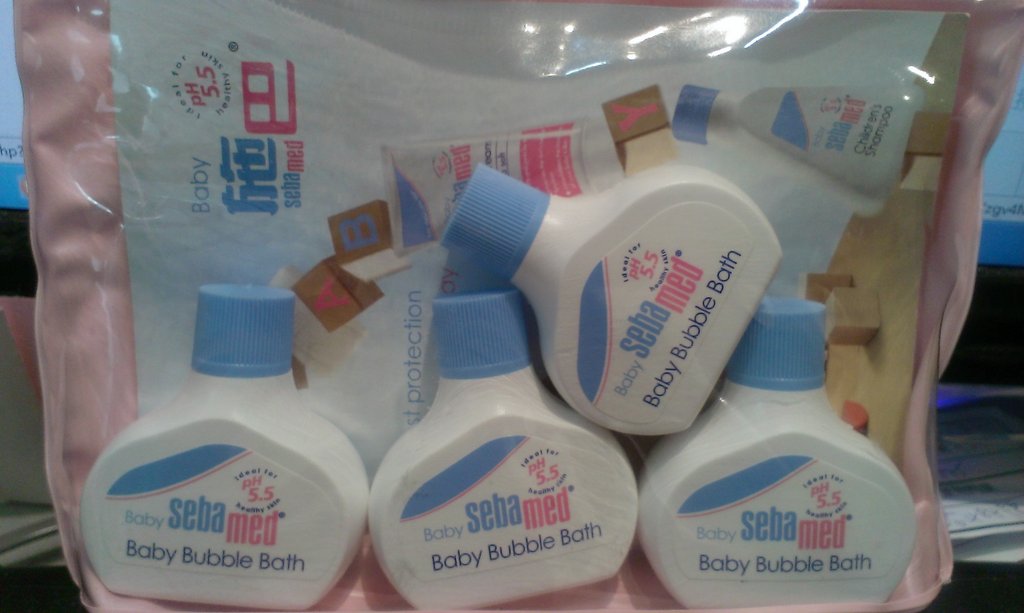 ideal for
pH
5.5
healthy skin
®
Baby
sebamed
baby
sebamed
Children's
Shampoo
Y
B
A
st protection
ideal for
pH
5.5
healthy skin
Baby sebamed®
Baby Bubble Bath
ideal for
pH
5.5
healthy skin
Baby sebamed®
Baby Bubble Bath
ideal for
pH
5.5
healthy skin
Baby sebamed®
Baby Bubble Bath
ideal for
pH
5.5
healthy skin
Baby sebamed®
Baby Bubble Bath